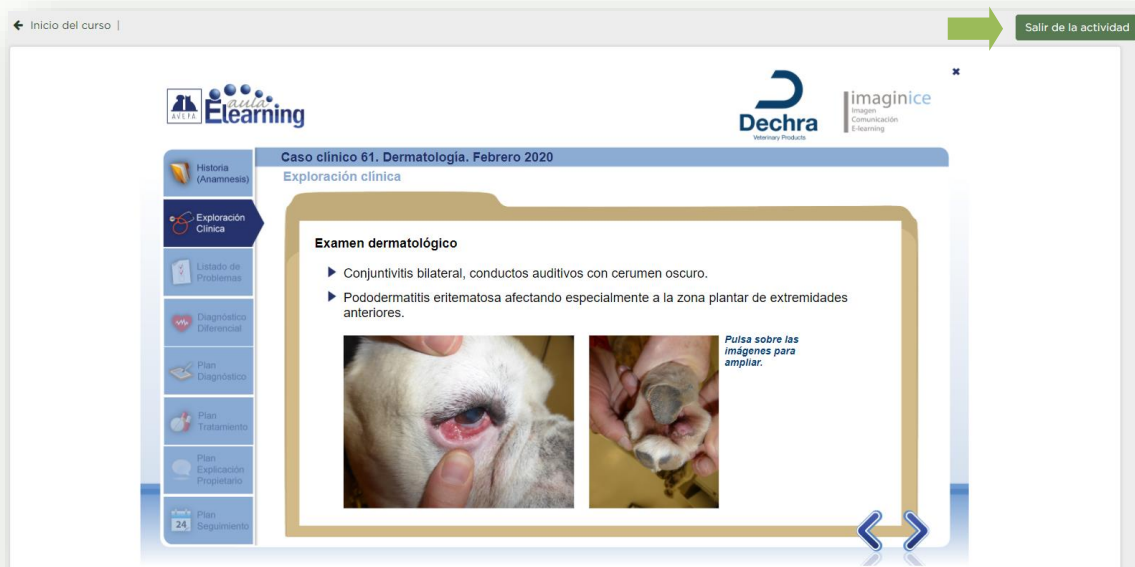 Inicio del curso |
Salir de la actividad
AVEPA
aula
Elearning
Dechra
Veterinary Products
imaginice
Imagen
Comunicación
E-learning
Caso clínico 61. Dermatología. Febrero 2020
Exploración clínica
Historia
(Anamnesis)
Exploración
Clínica
Listado de
Problemas
Diagnóstico
Diferencial
Plan
Diagnóstico
Plan
Tratamiento
Plan
Explicación
Propietario
24
Plan
Seguimiento
Examen dermatológico
Conjuntivitis bilateral, conductos auditivos con cerumen oscuro.
Pododermatitis eritematosa afectando especialmente a la zona plantar de extremidades
anteriores.
Pulsa sobre las
imágenes para
ampliar.